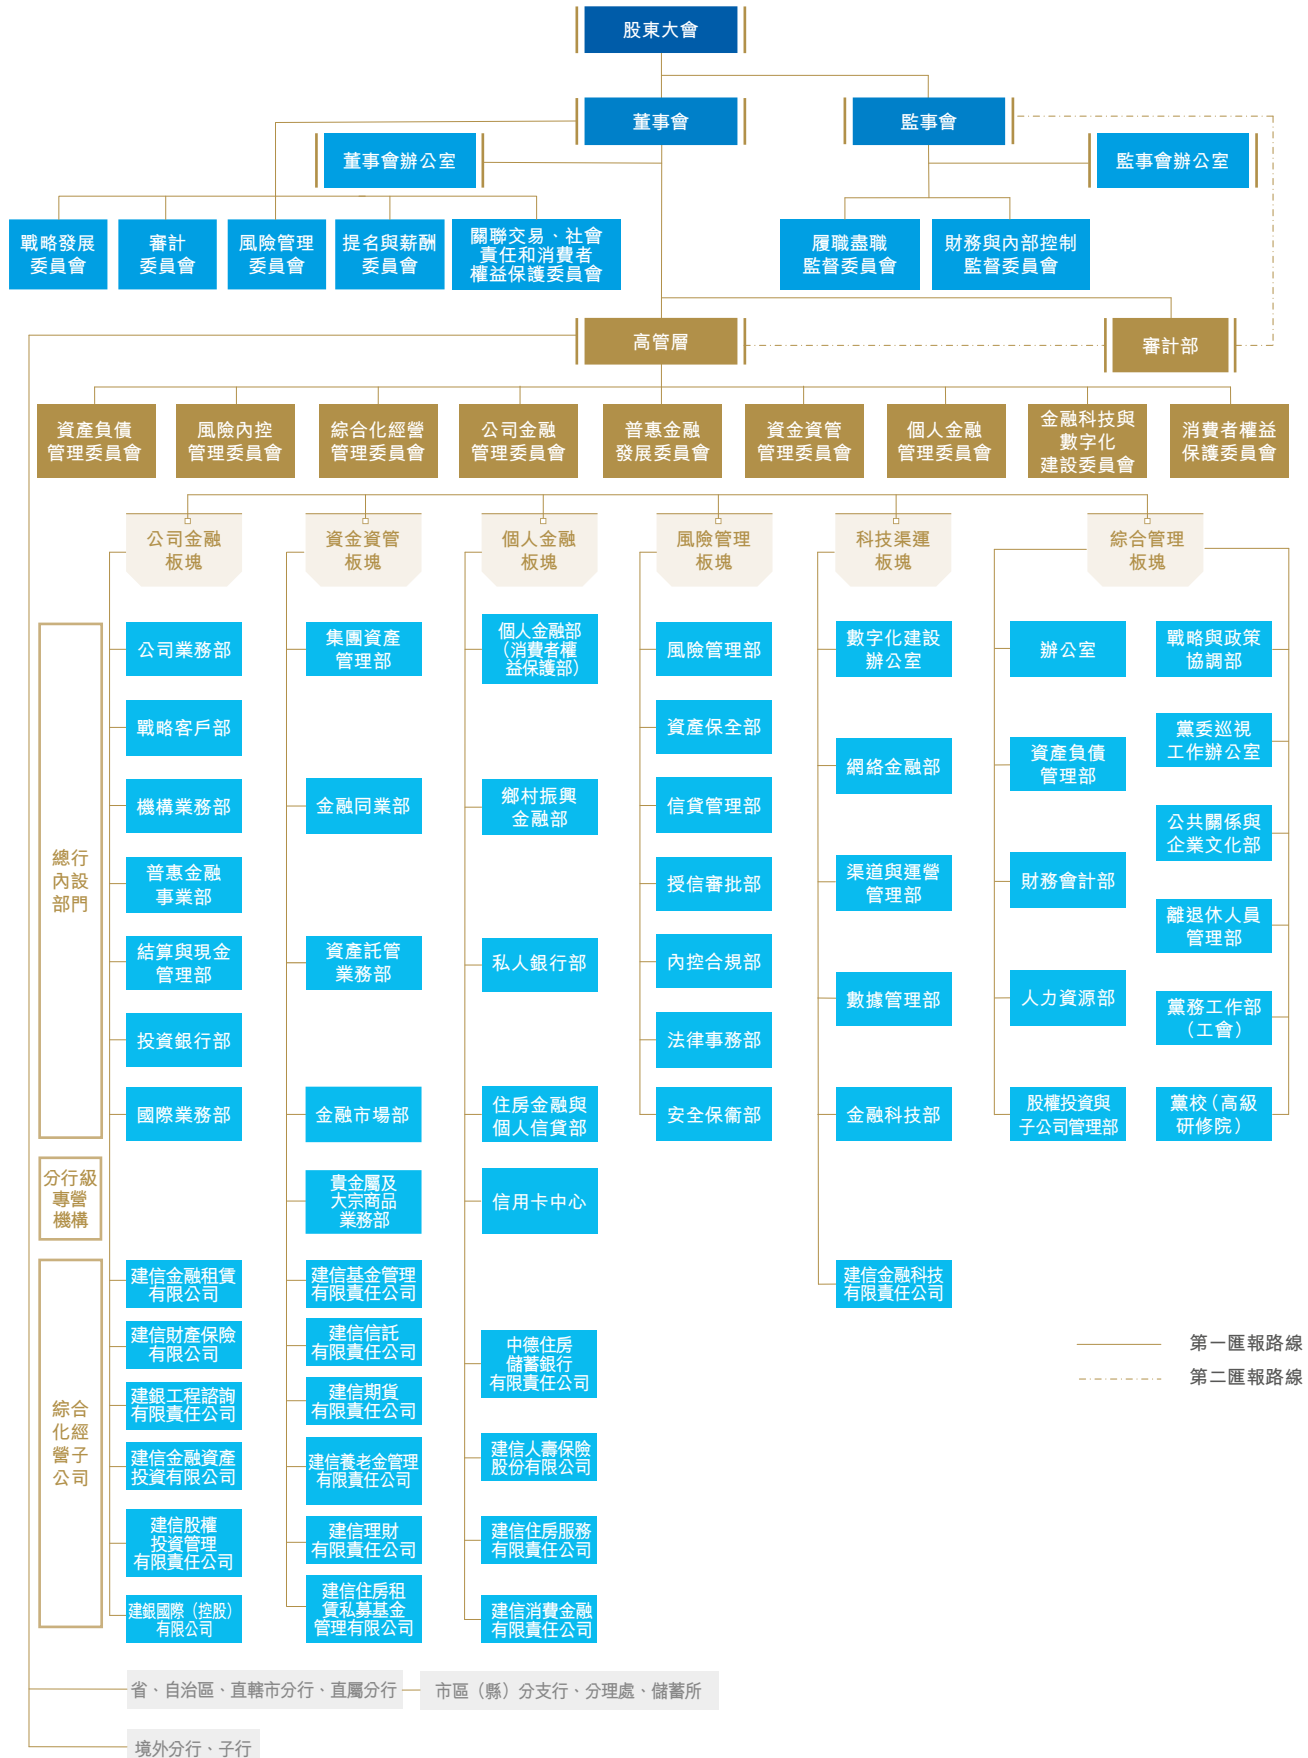 股東大會
董事會
監事會
董事會辦公室
監事會辦公室
戰略發展
委員會
審計
委員會
風險管理
委員會
提名與薪酬
委員會
關聯交易、社會
責任和消費者
權益保護委員會
履職盡職
監督委員會
財務與內部控制
監督委員會
高管層
審計部
資產負債
管理委員會
風險內控
管理委員會
綜合化經營
管理委員會
公司金融
管理委員會
普惠金融
發展委員會
資金資管
管理委員會
個人金融
管理委員會
金融科技與
數字化
建設委員會
消費者權益
保護委員會
公司金融
板塊
資金資管
板塊
個人金融
板塊
風險管理
板塊
科技渠運
板塊
綜合管理
板塊
總行
內設
部門
公司業務部
戰略客戶部
機構業務部
普惠金融
事業部
結算與現金
管理部
投資銀行部
國際業務部
集團資產
管理部
金融同業部
資產託管
業務部
金融市場部
個人金融部
（消費者權
益保護部）
鄉村振興
金融部
私人銀行部
住房金融與
個人信貸部
風險管理部
資產保全部
信貸管理部
授信審批部
內控合規部
法律事務部
安全保衞部
數字化建設
辦公室
網絡金融部
渠道與運營
管理部
數據管理部
金融科技部
辦公室
資產負債
管理部
財務會計部
人力資源部
股權投資與
子公司管理部
戰略與政策
協調部
黨委巡視
工作辦公室
公共關係與
企業文化部
離退休人員
管理部
黨務工作部
（工會）
黨校（高級
研修院）
分行級
專營
機構
貴金屬及
大宗商品
業務部
信用卡中心
綜合
化經
營子
公司
建信金融租賃
有限公司
建信財產保險
有限公司
建銀工程諮詢
有限責任公司
建信金融資產
投資有限公司
建信股權
投資管理
有限責任公司
建銀國際（控股）
有限公司
建信基金管理
有限責任公司
建信信託
有限責任公司
建信期貨
有限責任公司
建信養老金管理
有限責任公司
建信理財
有限責任公司
建信住房租
賃私募基金
管理有限公司
中德住房
儲蓄銀行
有限責任公司
建信人壽保險
股份有限公司
建信住房服務
有限責任公司
建信消費金融
有限責任公司
建信金融科技
有限責任公司
第一匯報路線
第二匯報路線
省、自治區、直轄市分行、直屬分行
市區（縣）分支行、分理處、儲蓄所
境外分行、子行